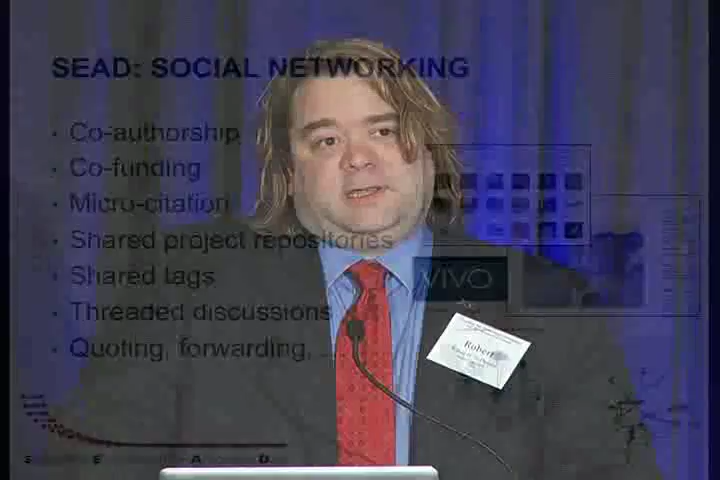 SEAD: SOCIAL NETWORKING
• Co-authorship
• Co-funding
• Micro-citation
• Shared project repositories
• Shared tags
• Threaded discussions
• Quoting, forwarding, …
VIVO
Robert
S E A D